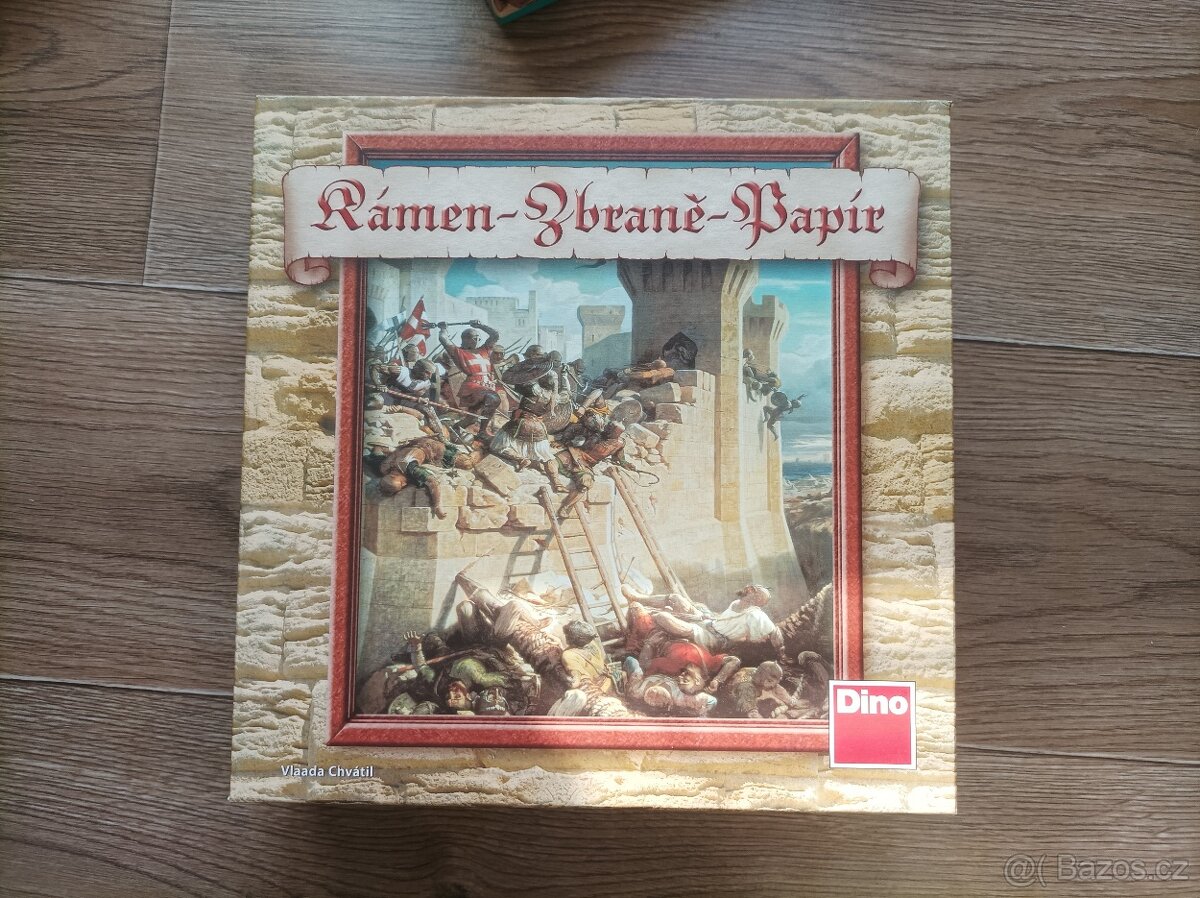 Kámen-Zbraně-Papír
Dino
Vlaada Chvátil
@( Bazos.cz